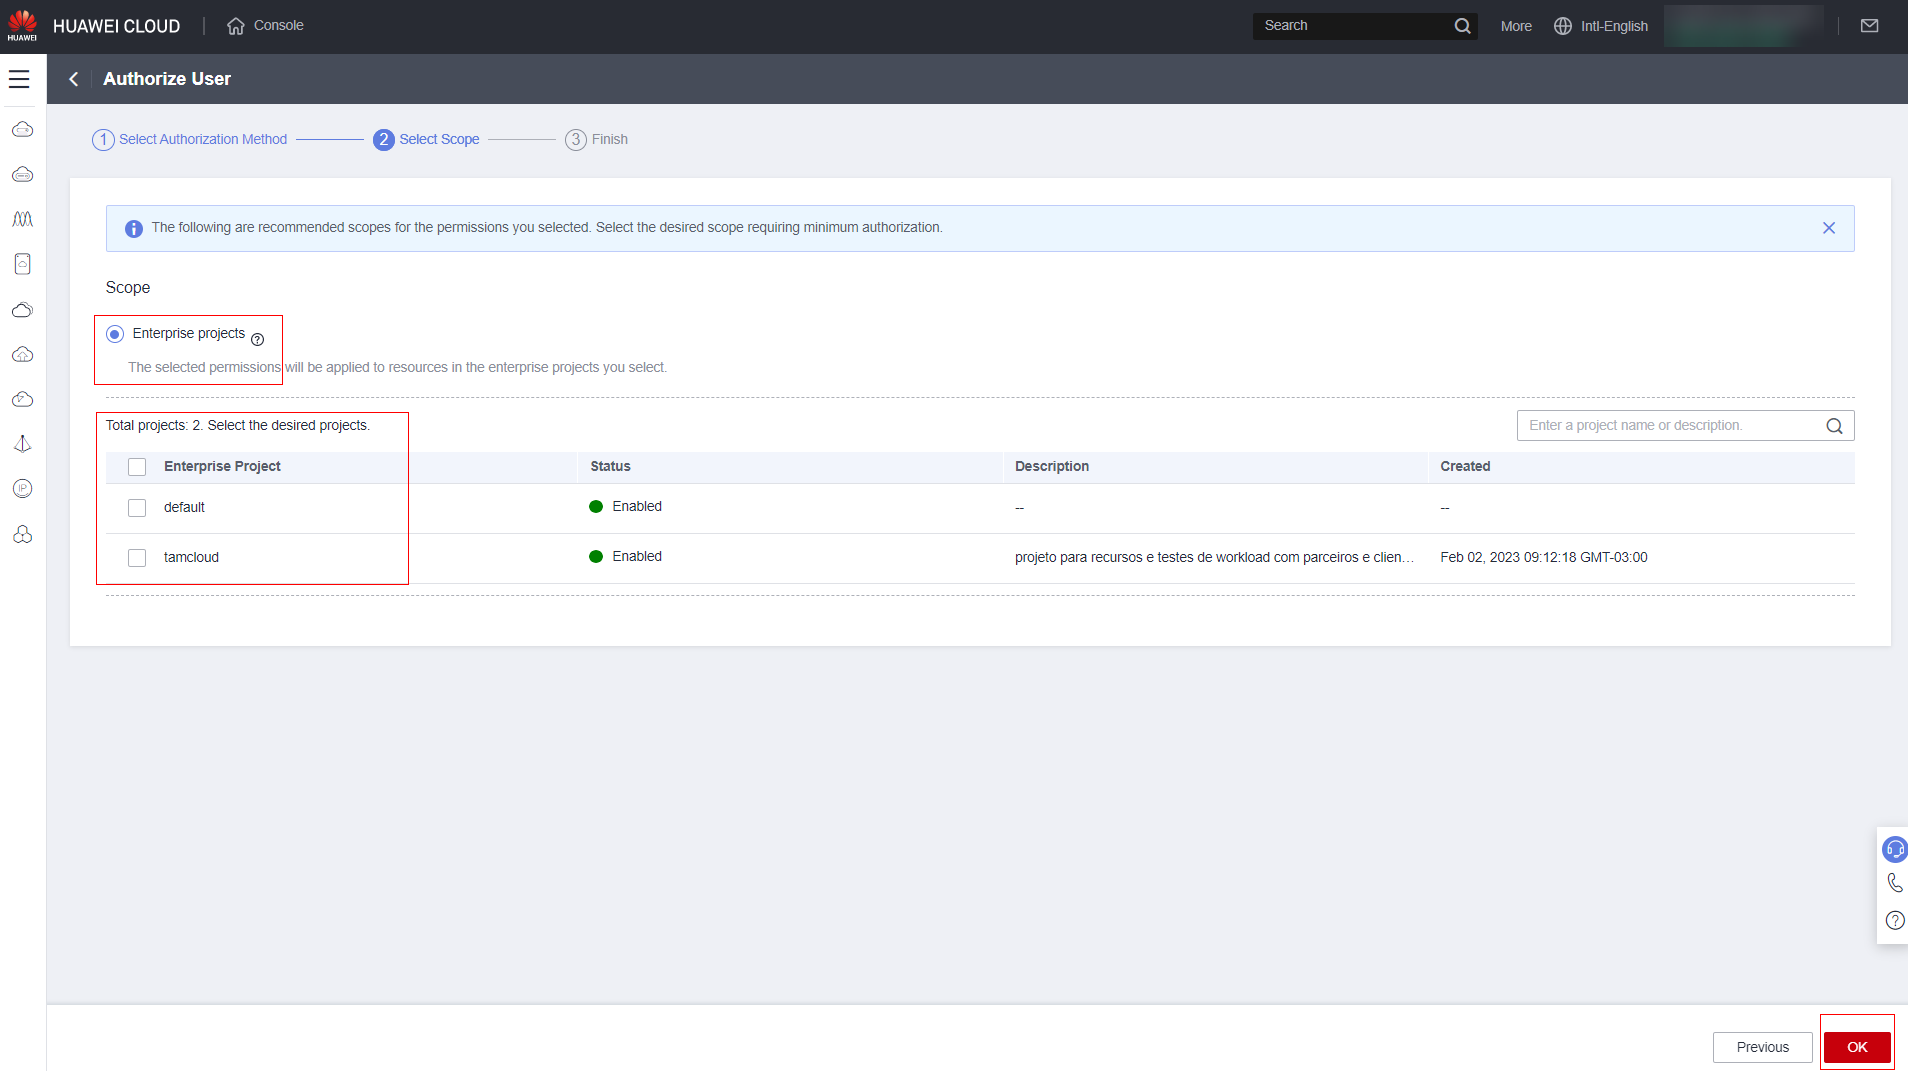 HUAWEI
HUAWEI CLOUD
Console
Search
More
Intl-English
Authorize User
1 Select Authorization Method
2 Select Scope
3 Finish
The following are recommended scopes for the permissions you selected. Select the desired scope requiring minimum authorization.
Scope
Enterprise projects
The selected permissions will be applied to resources in the enterprise projects you select.
Total projects: 2. Select the desired projects.
Enter a project name or description.
Enterprise Project Status Description Created
default Enabled -- --
tamcloud Enabled projeto para recursos e testes de workload com parceiros e clien... Feb 02, 2023 09:12:18 GMT-03:00
IP
Previous
OK